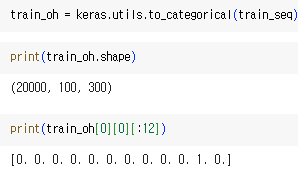 train_oh = keras.utils.to_categorical(train_seq)
print(train_oh.shape)
(20000, 100, 300)
print(train_oh[0][0][:12])
[0. 0. 0. 0. 0. 0. 0. 0. 0. 0. 1. 0.]